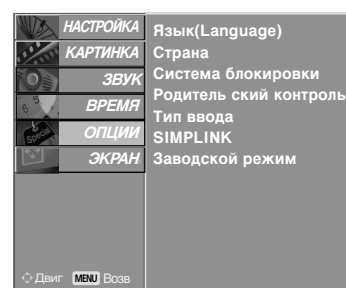 НАСТРОЙКА
КАРТИНКА
ЗВУК
ВРЕМЯ
ОПЦИИ
ЭКРАН
Язык(Language)
Страна
Система блокировки
Родитель ский контроль
Тип ввода
SIMPLINK
Заводской режим
Special
Двиг MENU Возв